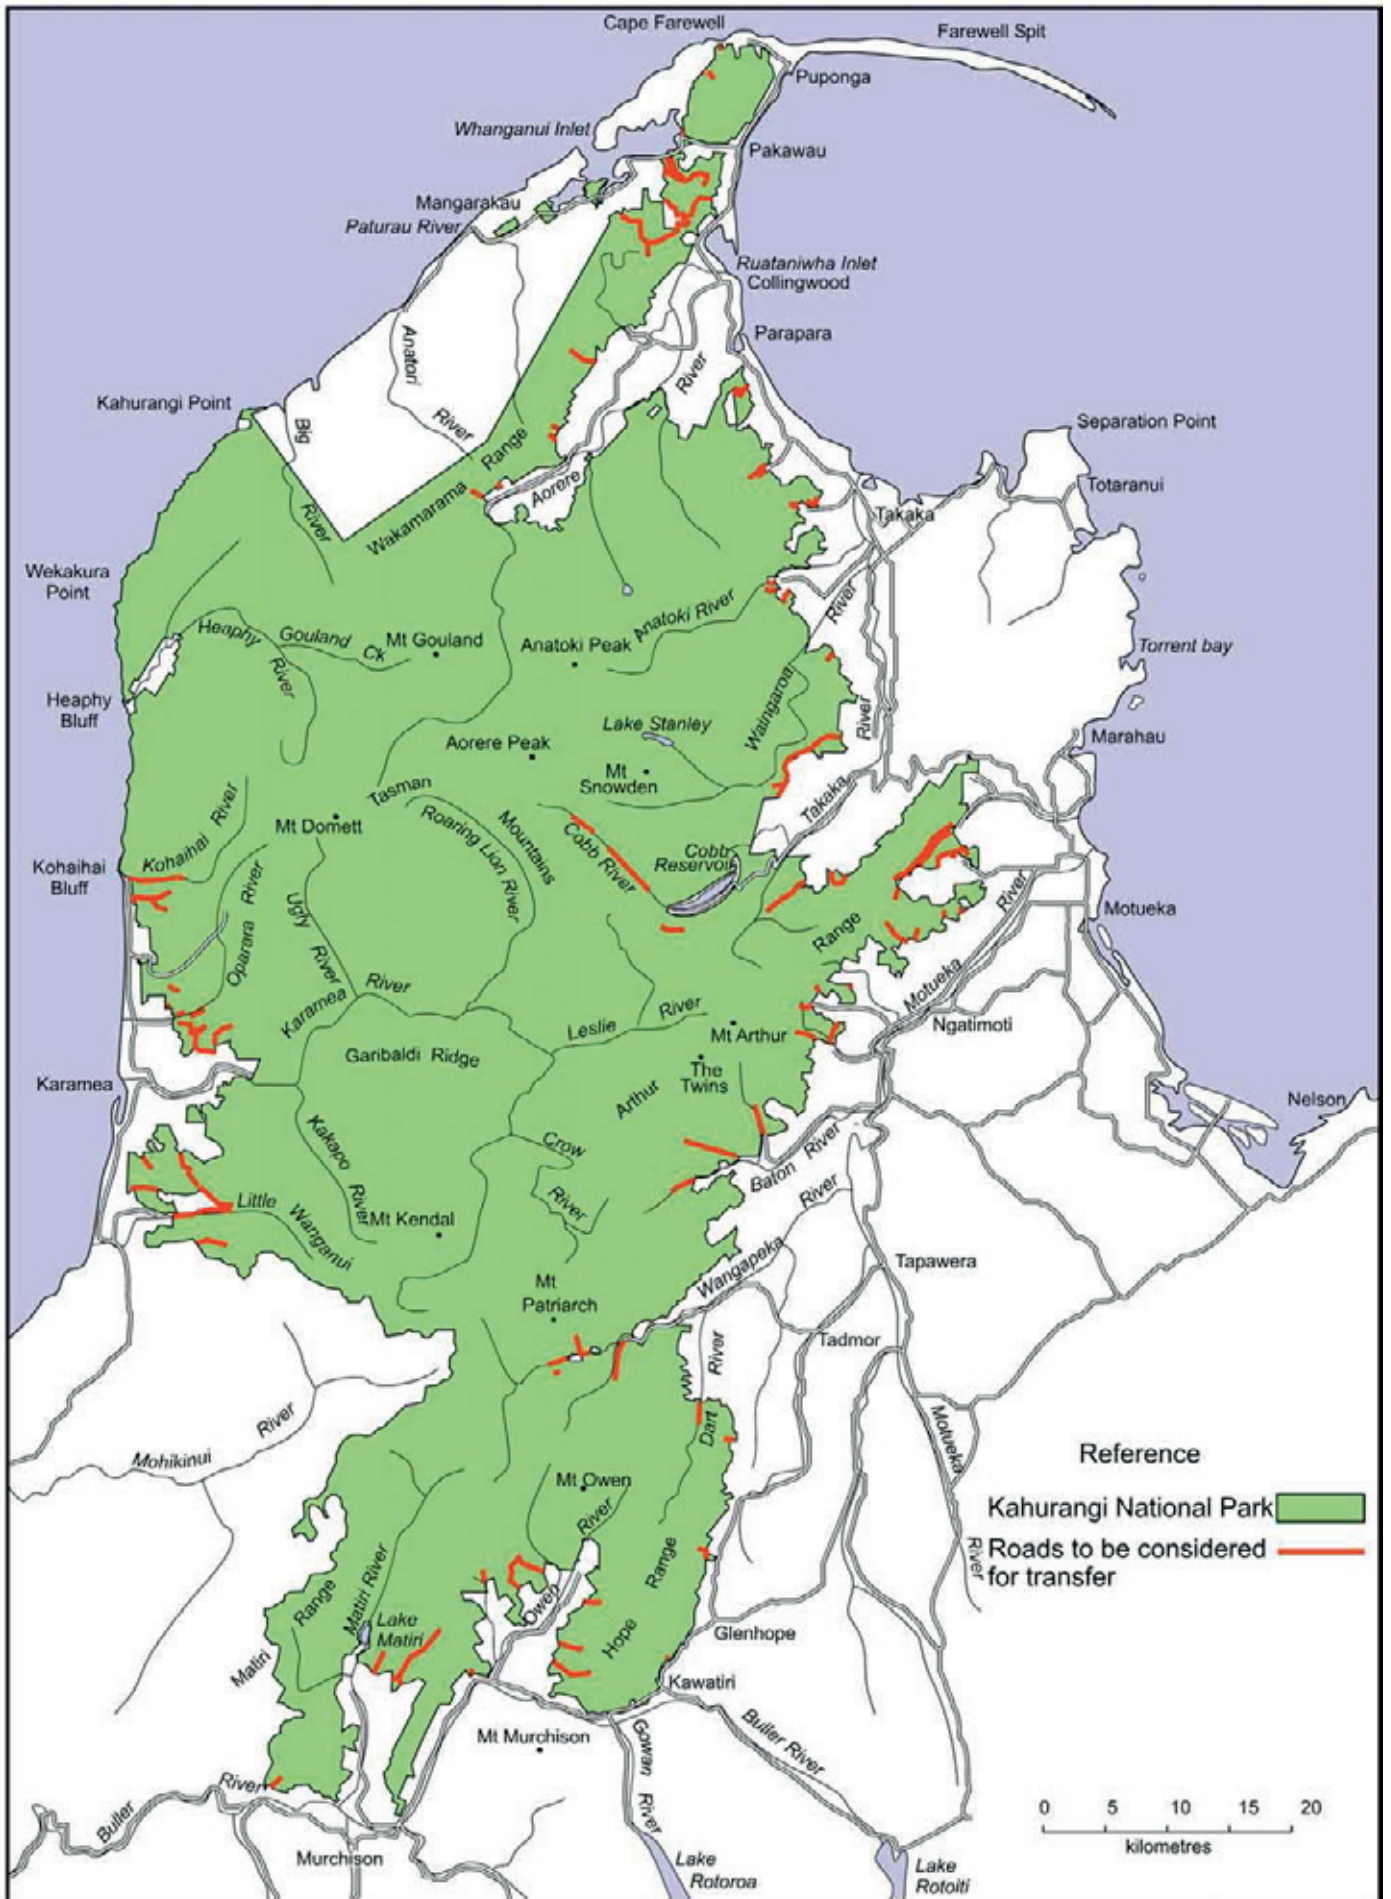 Cape Farewell
Farewell Spit
Puponga
Whanganui Inlet
Pakawau
Mangarakau
Paturau River
Ruataniwha Inlet
Collingwood
Parapara
Anatori
River
River
Kahurangi Point
Big
River
Separation Point
Wakamarama
Range
Aorere
Totaranui
Takaka
Wekakura
Point
Heaphy
River
Gouland
Ck
Mt Gouland
Anatoki Peak
Anatoki River
River
Torrent bay
Heaphy
Bluff
Lake Stanley
Waingaroa
River
Marahau
Aorere Peak
Mt
Snowden
Tasman
Mountains
Takaka
Roaring Lion River
Mt Domett
Kohaihai River
Cobb River
Cobb
Reservoir
Kohaihai
Bluff
Oparara River
Ugly
River
River
Motueka
Range
Karamea
River
Motueka
Leslie
River
Mt Arthur
Ngatimoti
Garibaldi Ridge
The
Twins
Karamea
Arthur
Nelson
Kakapo
River
Crow
River
Baton River
River
Little
Wanganui
Mt Kendal
Wangapeka
Tapawera
Mt
Patriarch
Tadmor
River
Dart
River
Mohikinui
Motueka
River
Reference
Kahurangi National Park
Roads to be considered
for transfer
Mt Owen
River
Range
Matiri River
Range
Hope
Owen
Lake
Matiri
Matiri
Glenhope
Kawatiri
Mt Murchison
Gowan
River
Buller River
River
Buller
Murchison
0 5 10 15 20
kilometres
Lake
Rotoroa
Lake
Rotoiti